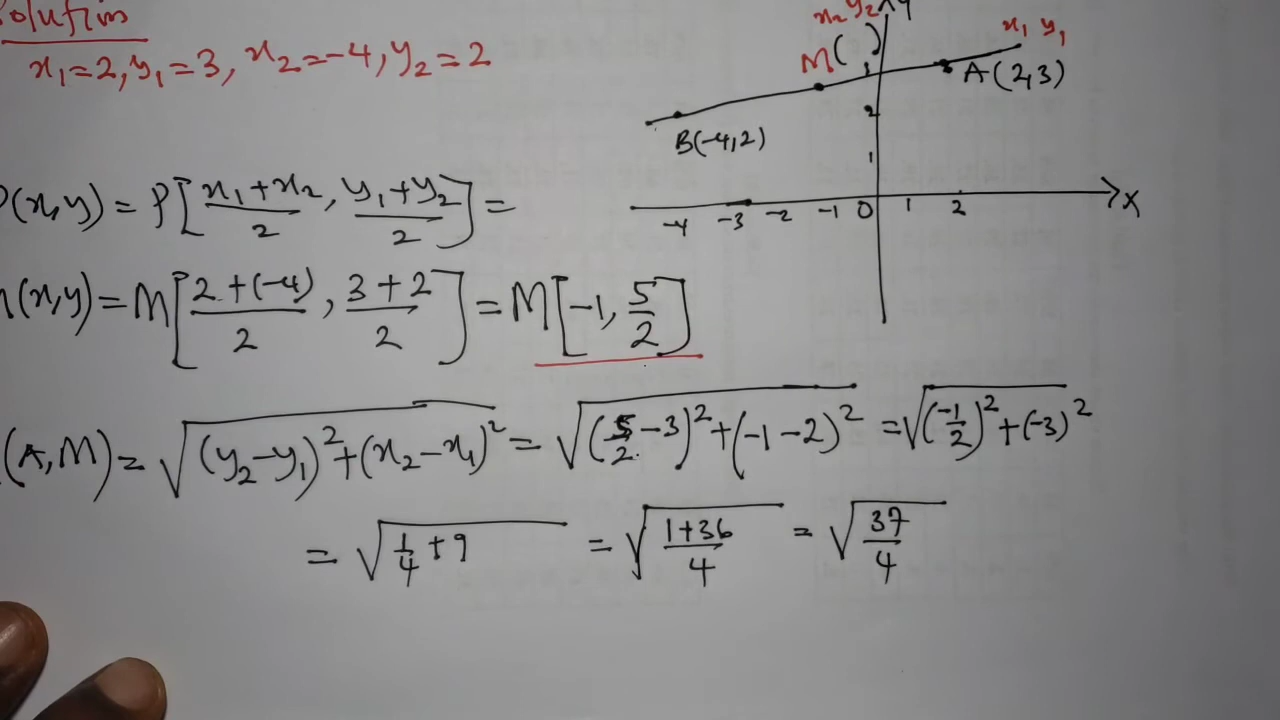 Solution
x₁=2, y₁=3, x₂=-4, y₂=2
x₂ y₂ y
x₁ y₁
M( , )
A(2,3)
3
B(-4,2)
2
1
-4 -3 -2 -1 0 1 2 x
P(x,y) = P[(x₁+x₂)/2, (y₁+y₂)/2] =
M(x,y) = M[(2+(-4))/2, (3+2)/2] = M[-1, 5/2]
(A,M) = √((y₂-y₁)²+(x₂-x₁)²) = √((5/2-3)²+(-1-2)²) = √((-1/2)²+(-3)²)
= √(1/4+9) = √((1+36)/4) = √(37/4)